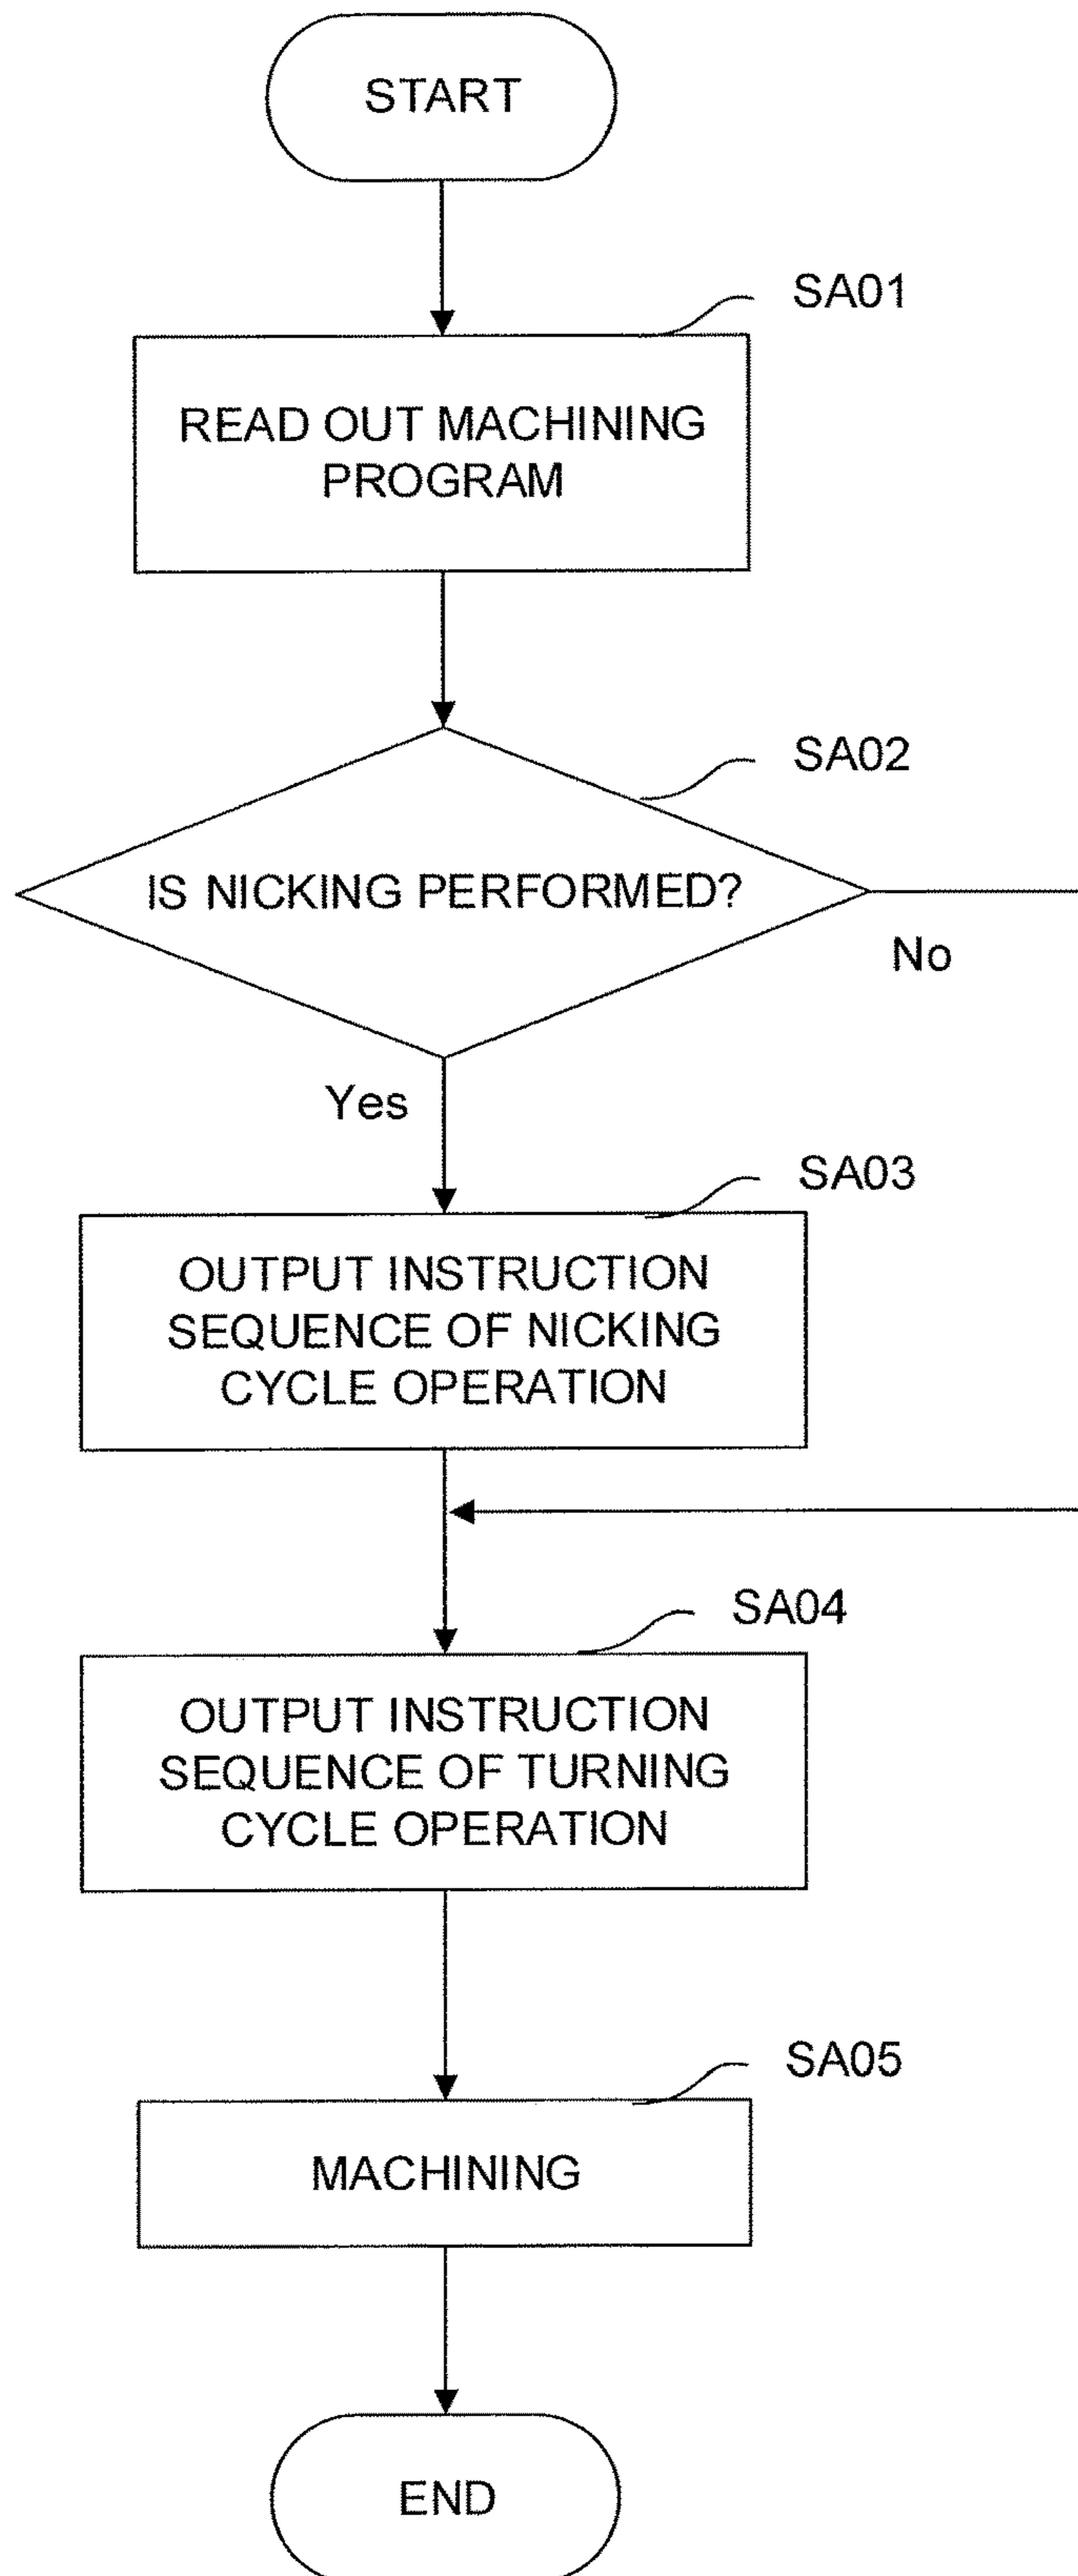 START
SA01
READ OUT MACHINING
PROGRAM
SA02
IS NICKING PERFORMED?
No
Yes
SA03
OUTPUT INSTRUCTION
SEQUENCE OF NICKING
CYCLE OPERATION
SA04
OUTPUT INSTRUCTION
SEQUENCE OF TURNING
CYCLE OPERATION
SA05
MACHINING
END